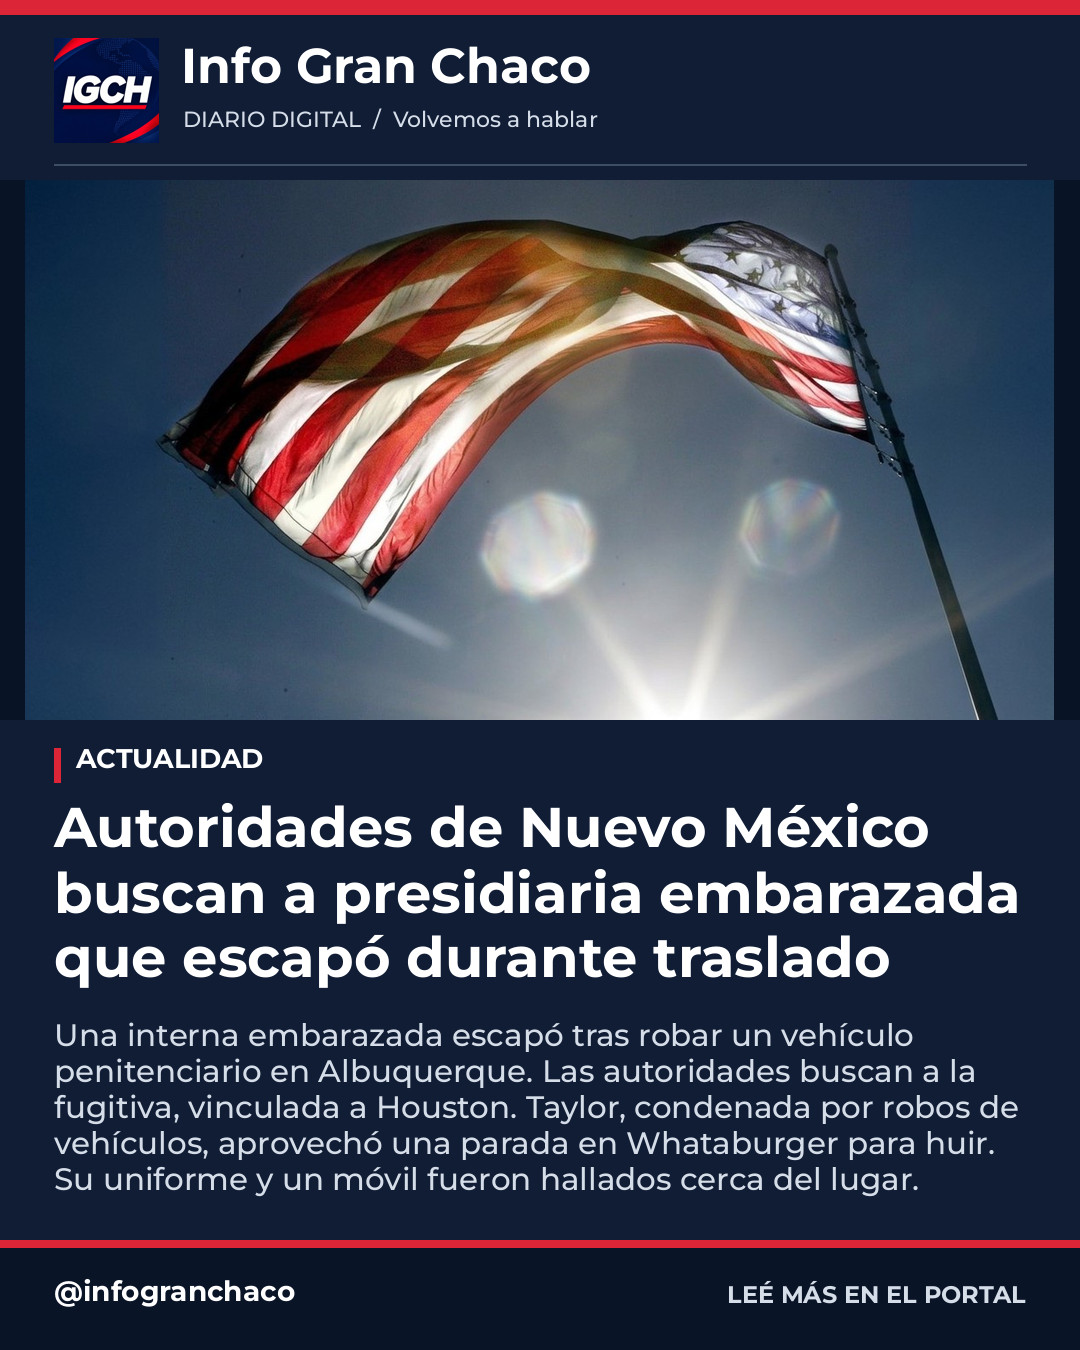 IGCH
Info Gran Chaco
DIARIO DIGITAL / Volvemos a hablar
ACTUALIDAD
Autoridades de Nuevo México
buscan a presidiaria embarazada
que escapó durante traslado
Una interna embarazada escapó tras robar un vehículo
penitenciario en Albuquerque. Las autoridades buscan a la
fugitiva, vinculada a Houston. Taylor, condenada por robos de
vehículos, aprovechó una parada en Whataburger para huir.
Su uniforme y un móvil fueron hallados cerca del lugar.
@infogranchaco
LEÉ MÁS EN EL PORTAL